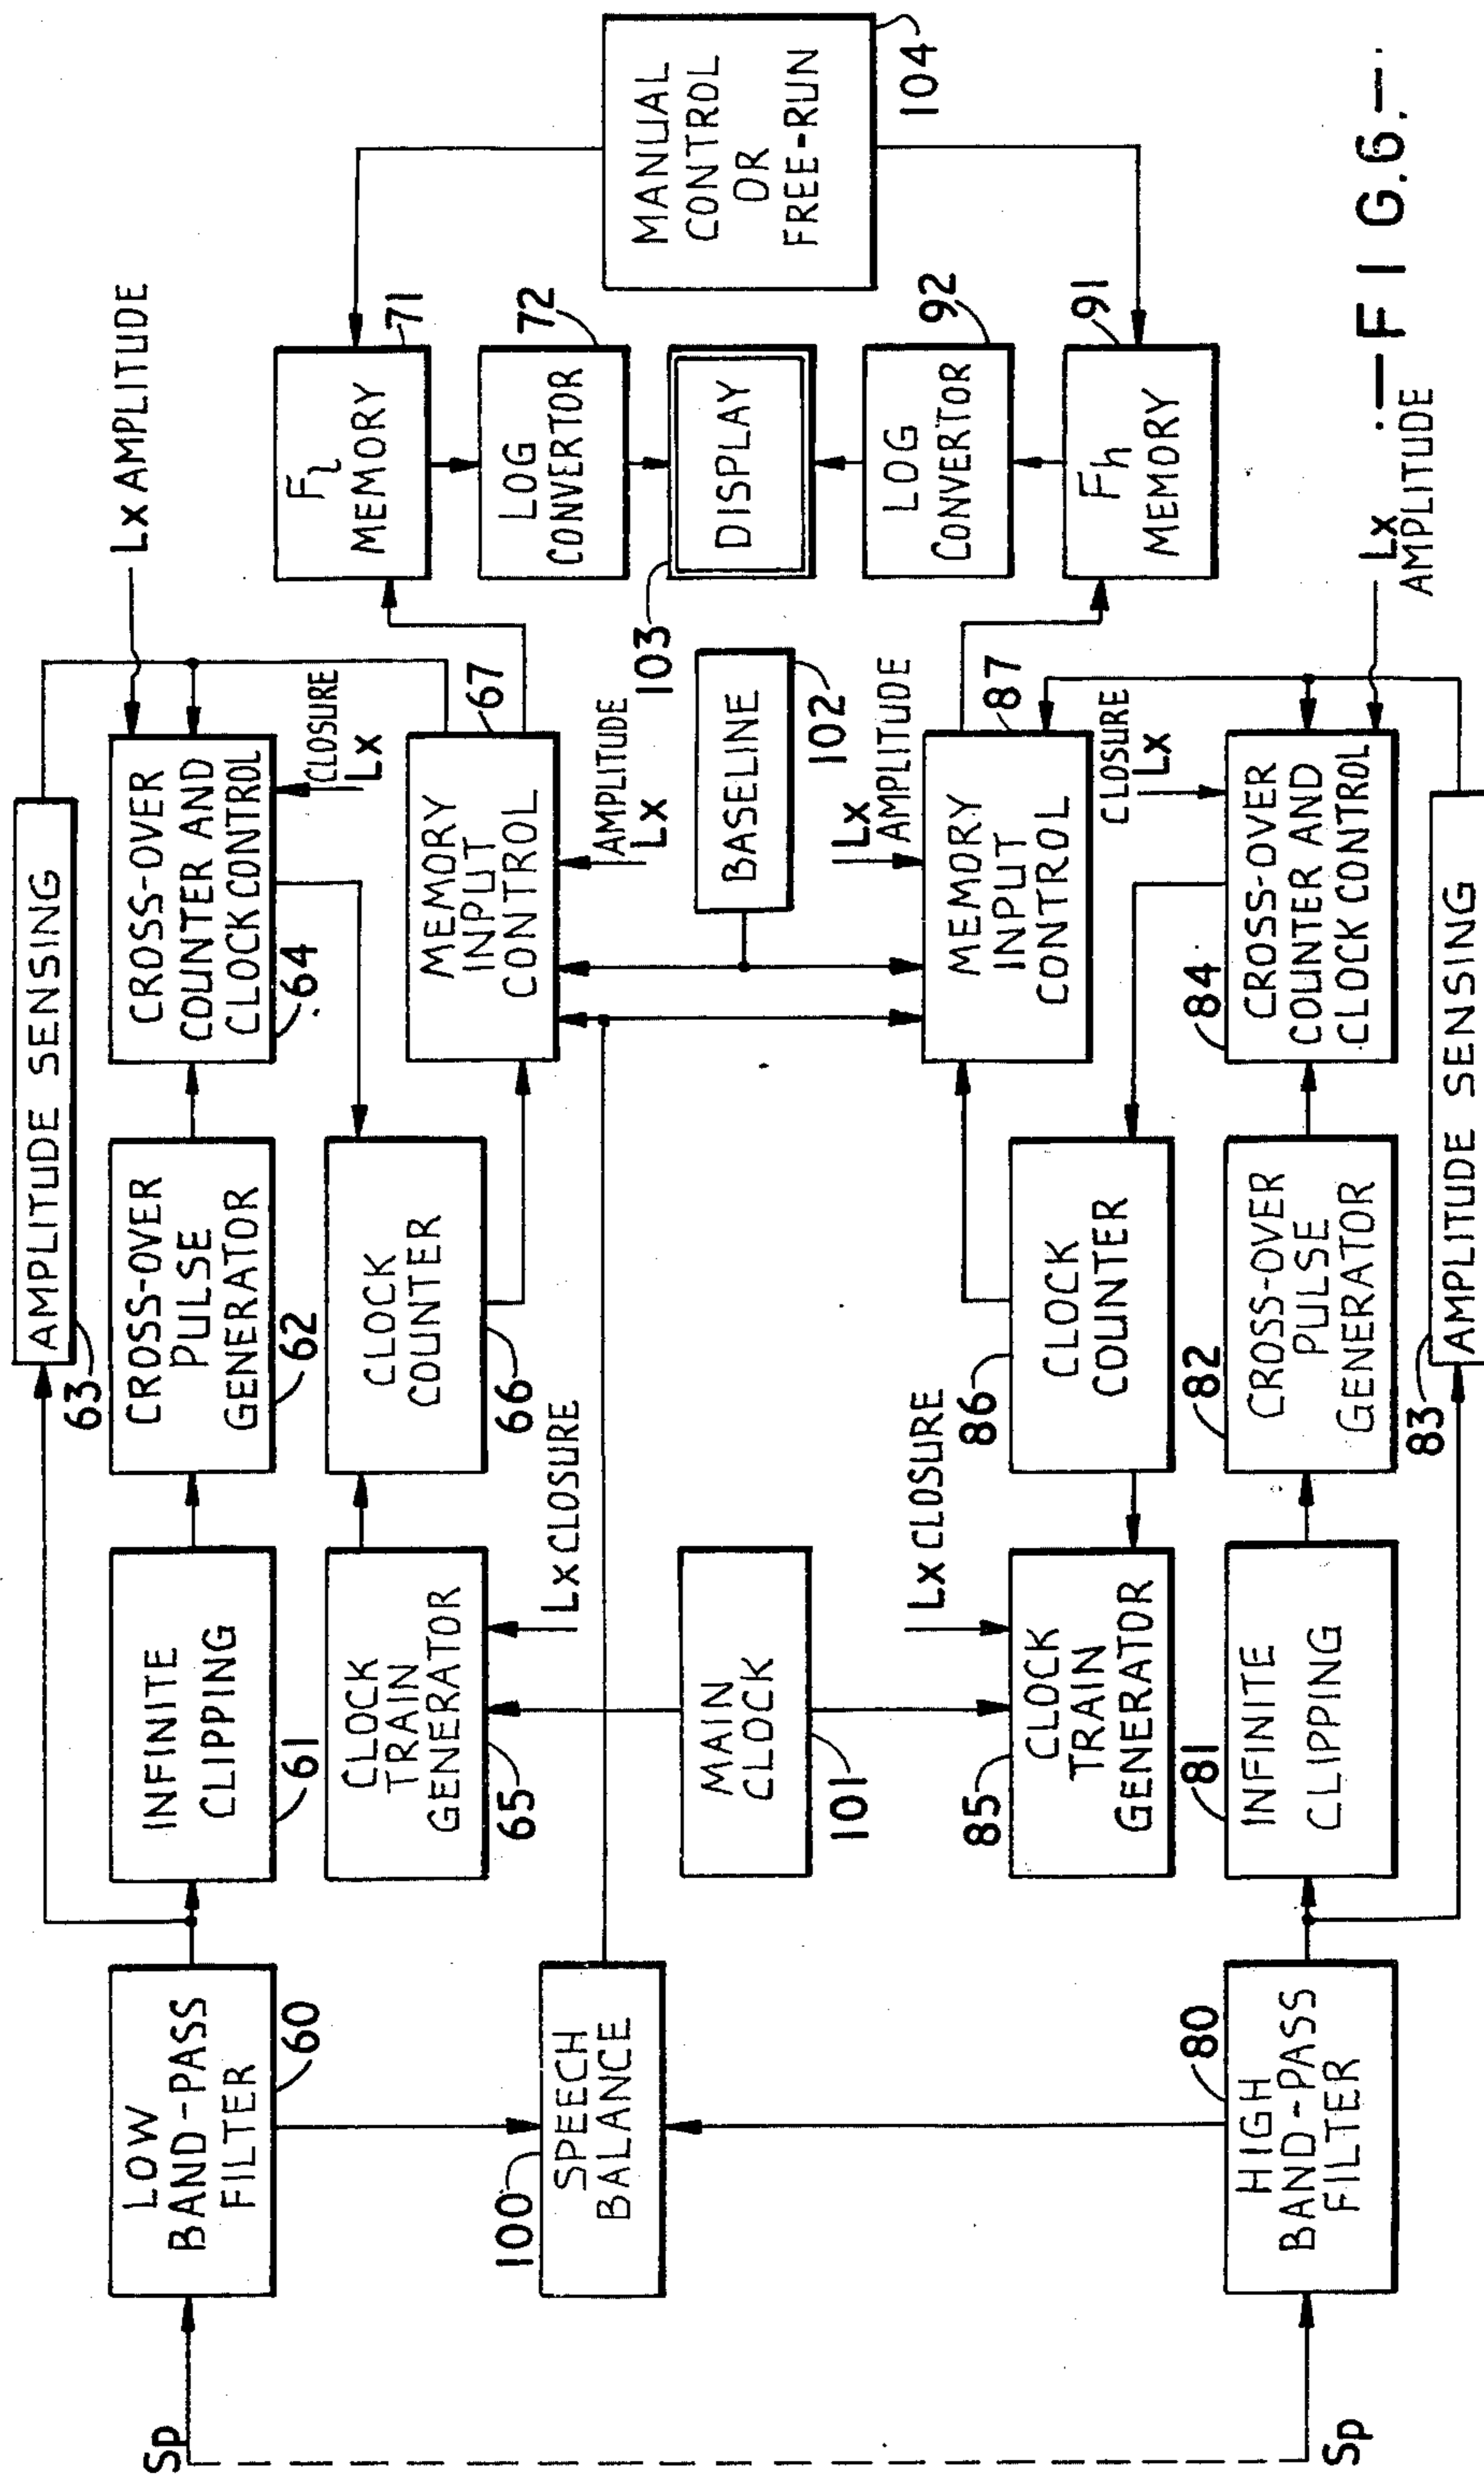 Sp
LOW
BAND-PASS
FILTER
60
INFINITE
CLIPPING
61
CROSS-OVER
PULSE
GENERATOR
62
AMPLITUDE SENSING
63
CROSS-OVER
COUNTER AND
CLOCK CONTROL
64
Lx AMPLITUDE
CLOSURE
Lx
CLOCK
TRAIN
GENERATOR
65
Lx CLOSURE
CLOCK
COUNTER
66
MEMORY
INPUT
CONTROL
67
AMPLITUDE
Lx
Fl
MEMORY
71
LOG
CONVERTOR
72
DISPLAY
103
LOG
CONVERTOR
92
Fh
MEMORY
91
MANUAL
CONTROL
OR
FREE-RUN
104
SPEECH
BALANCE
100
MAIN
CLOCK
101
BASELINE
102
Lx
AMPLITUDE
MEMORY
INPUT
CONTROL
87
Lx CLOSURE
CLOCK
TRAIN
GENERATOR
85
CLOCK
COUNTER
86
CLOSURE
Lx
Sp
HIGH
BAND-PASS
FILTER
80
INFINITE
CLIPPING
81
CROSS-OVER
PULSE
GENERATOR
82
CROSS-OVER
COUNTER AND
CLOCK CONTROL
84
AMPLITUDE SENSING
83
Lx
AMPLITUDE
FIG.6.